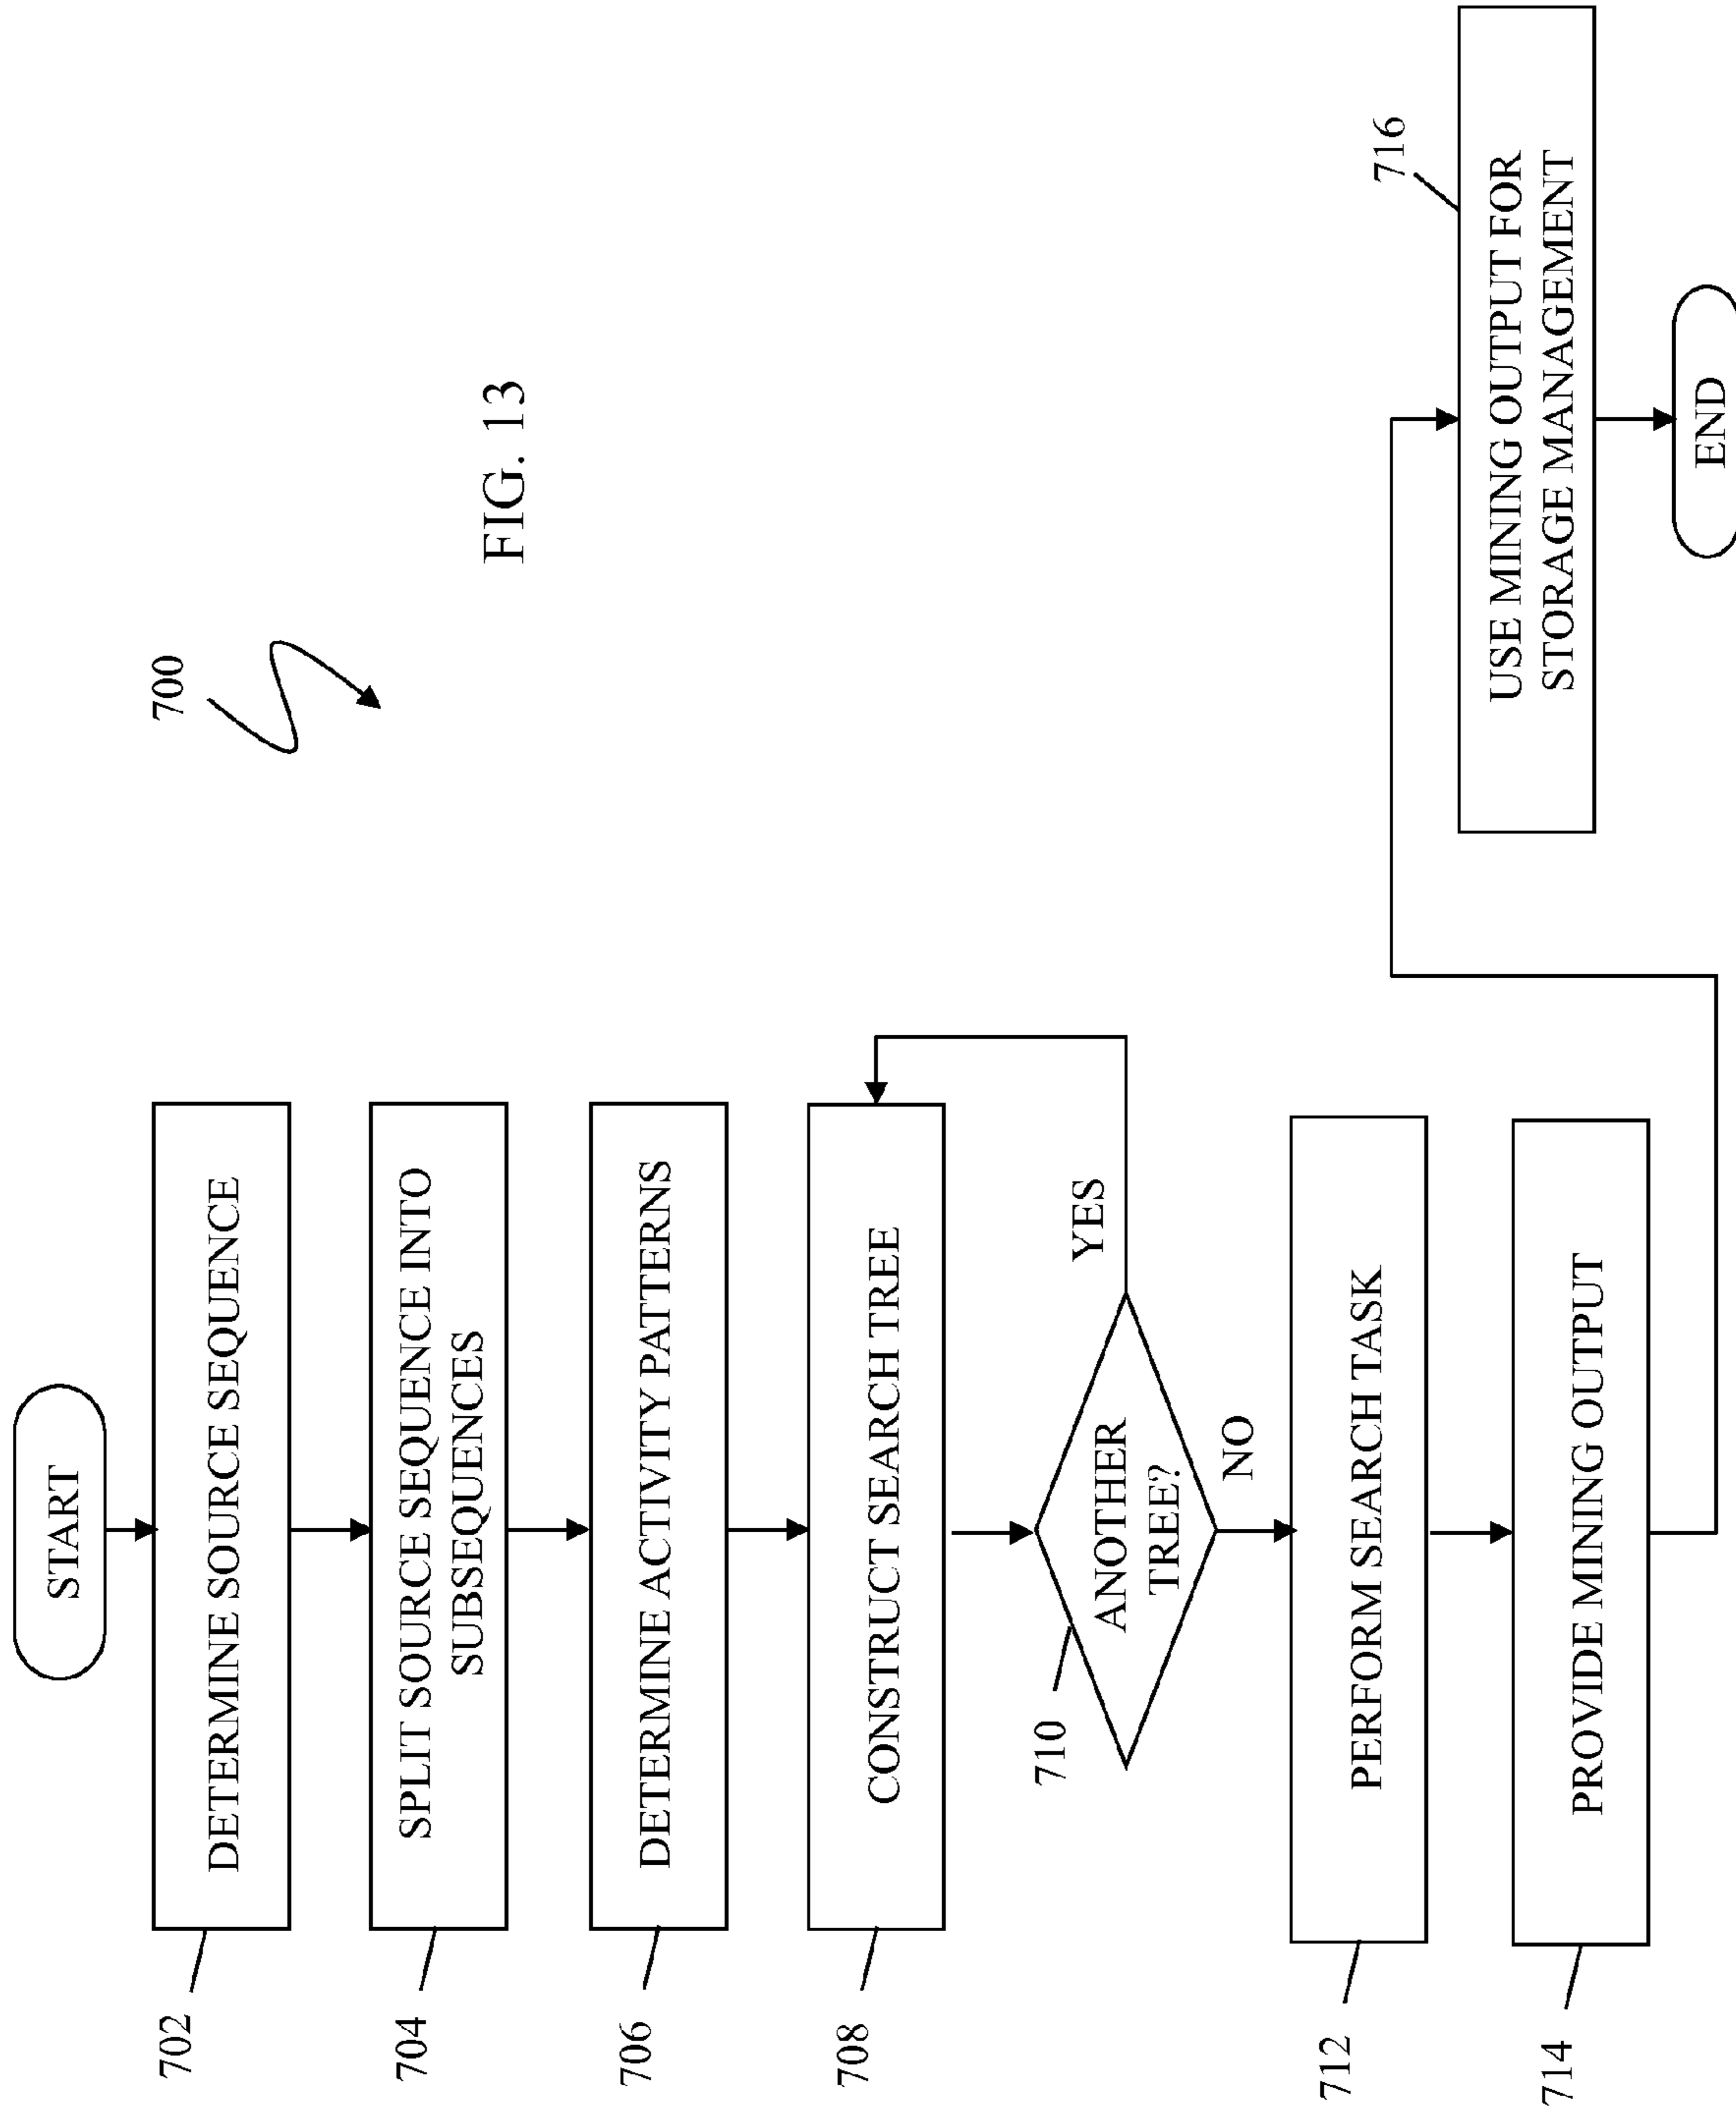 700
FIG. 13
START
702
DETERMINE SOURCE SEQUENCE
704
SPLIT SOURCE SEQUENCE INTO
SUBSEQUENCES
706
DETERMINE ACTIVITY PATTERNS
708
CONSTRUCT SEARCH TREE
710
ANOTHER
TREE?
YES
NO
712
PERFORM SEARCH TASK
714
PROVIDE MINING OUTPUT
716
USE MINING OUTPUT FOR
STORAGE MANAGEMENT
END